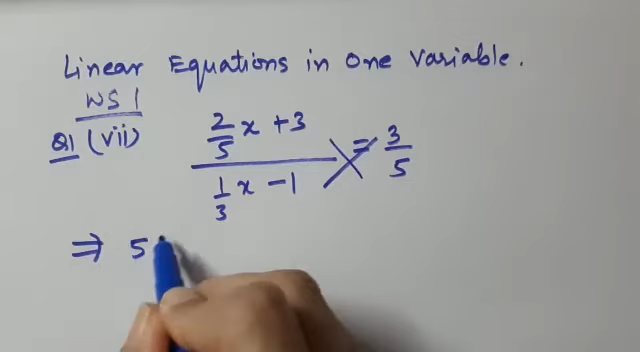 Linear Equations in One Variable.
WS 1
Q1 (vii) (2/5 x + 3)/(1/3 x - 1) = 3/5
⇒ 5